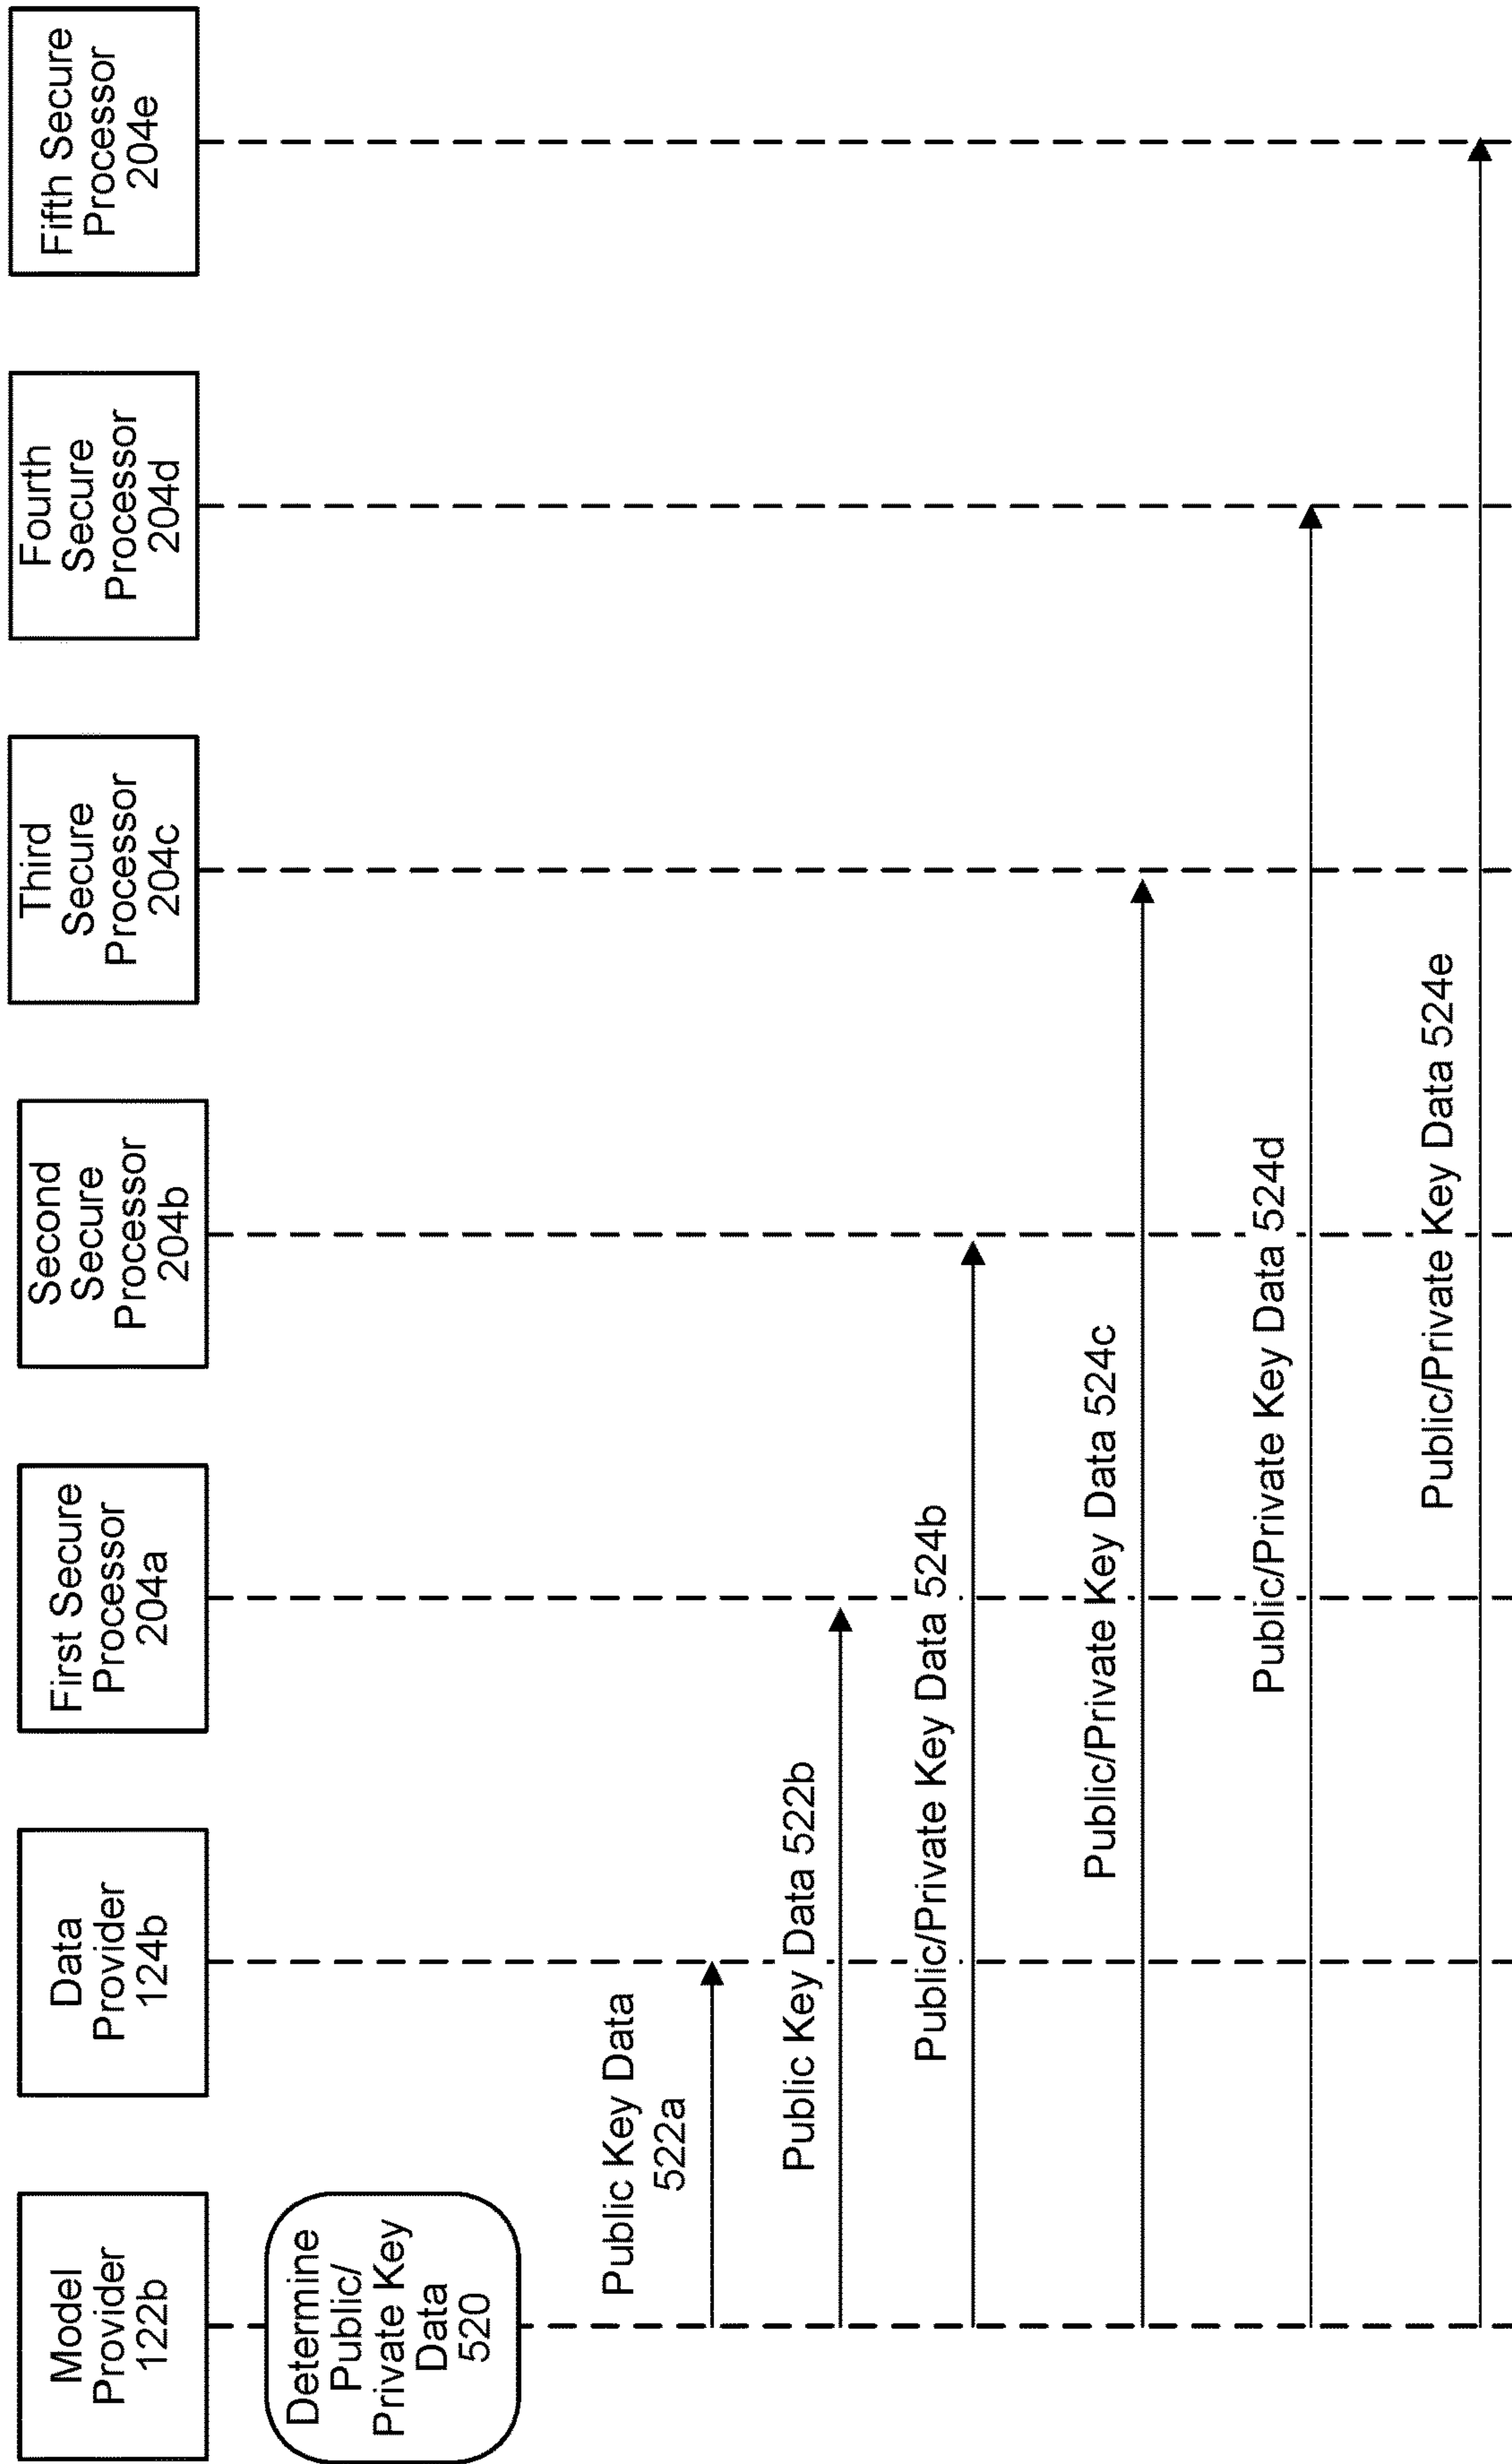 Model
Provider
122b
Data
Provider
124b
First Secure
Processor
204a
Second
Secure
Processor
204b
Third
Secure
Processor
204c
Fourth
Secure
Processor
204d
Fifth Secure
Processor
204e
Determine
Public/
Private Key
Data
520
Public Key Data
522a
Public Key Data 522b
Public/Private Key Data 524b
Public/Private Key Data 524c
Public/Private Key Data 524d
Public/Private Key Data 524e